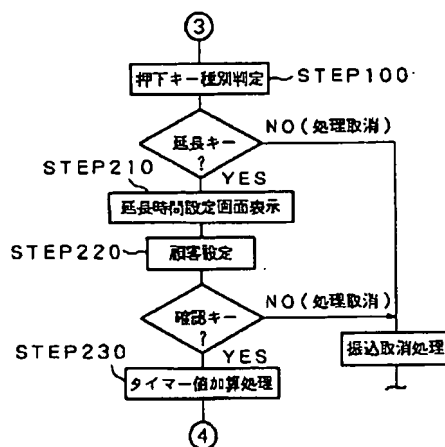 ③
押下キー種別判定
STEP100
延長キー
?
NO(処理取消)
YES
STEP210
延長時間設定画面表示
STEP220
顧客設定
確認キー
?
NO(処理取消)
YES
振込取消処理
STEP230
タイマー値加算処理
④